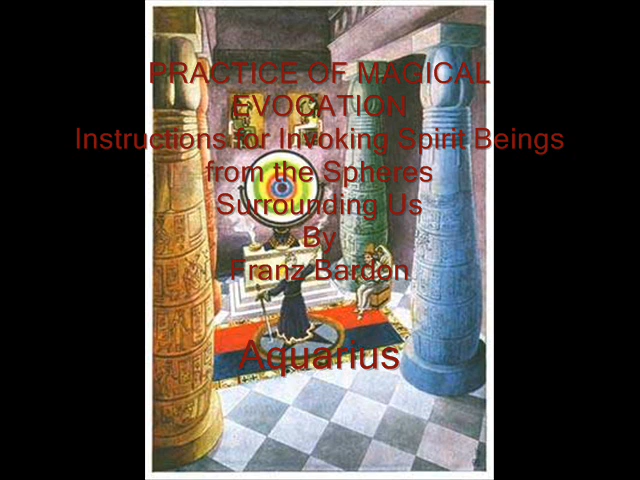 PRACTICE OF MAGICAL
EVOCATION
Instructions for Invoking Spirit Beings
from the Spheres
Surrounding Us
By
Franz Bardon
Aquarius